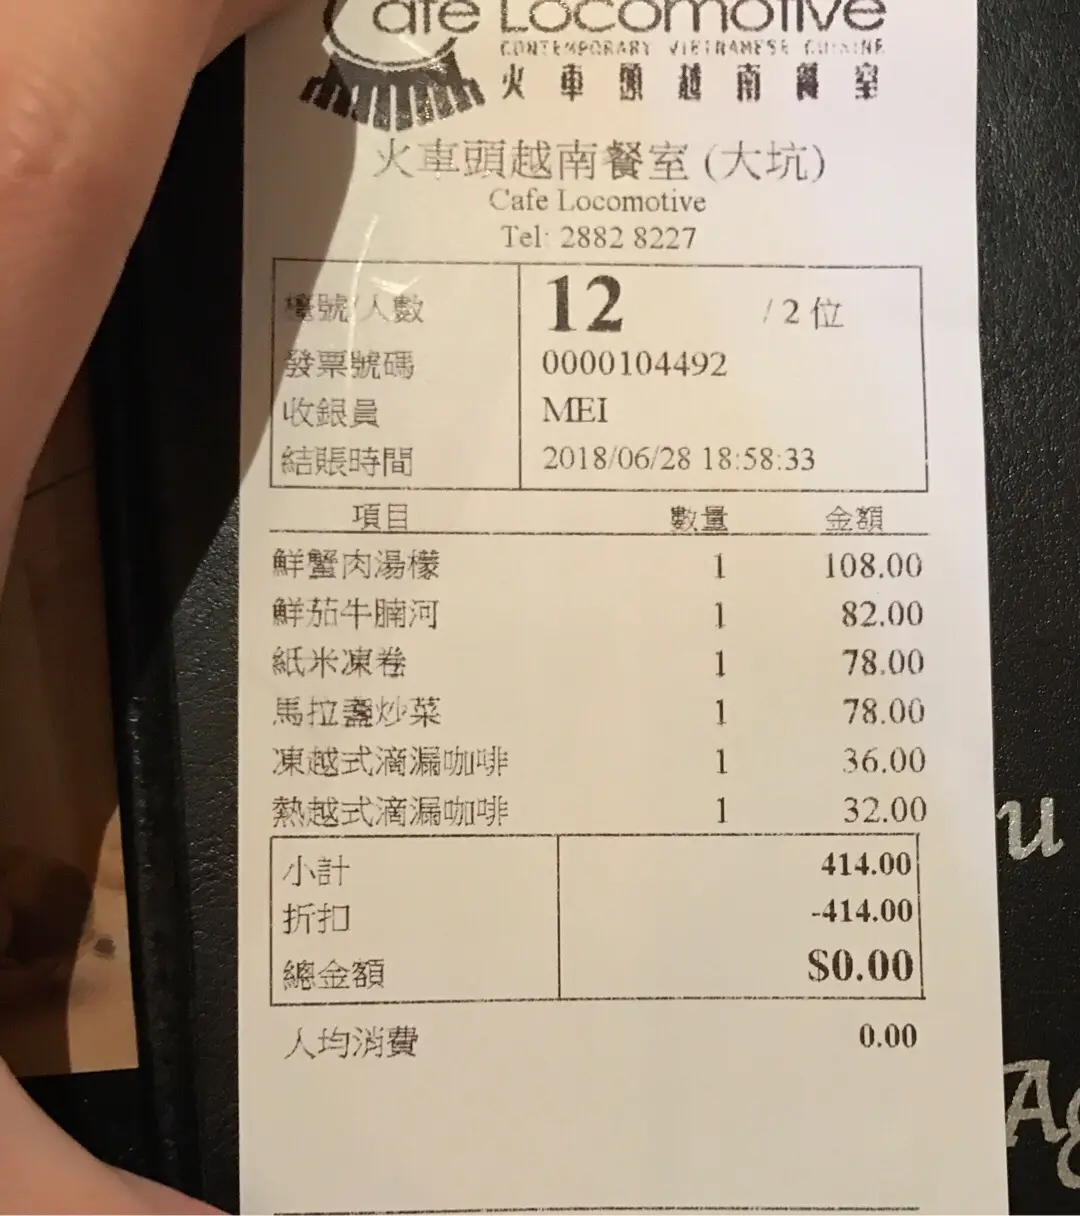 Cafe Locomotive
CONTEMPORARY VIETNAMESE CUISINE
火車頭越南餐室
火車頭越南餐室 (大坑)
Cafe Locomotive
Tel: 2882 8227
檯號/人數 12 / 2 位
發票號碼 0000104492
收銀員 MEI
結賬時間 2018/06/28 18:58:33
項目 數量 金額
鮮蟹肉湯檬 1 108.00
鮮茄牛腩河 1 82.00
紙米凍卷 1 78.00
馬拉盞炒菜 1 78.00
凍越式滴漏咖啡 1 36.00
熱越式滴漏咖啡 1 32.00
小計 414.00
折扣 -414.00
總金額 $0.00
人均消費 0.00
u
Ag